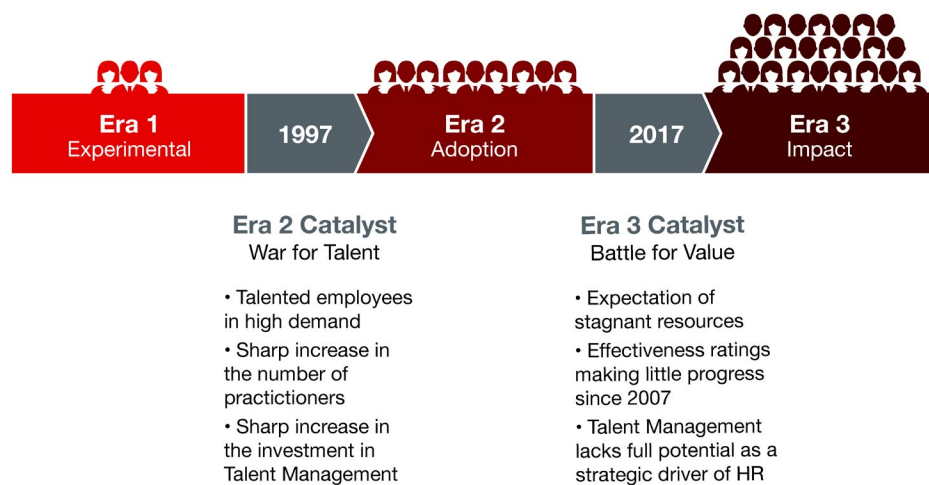 Era 1
Experimental
1997
Era 2
Adoption
2017
Era 3
Impact
Era 2 Catalyst
War for Talent
• Talented employees
in high demand
• Sharp increase in
the number of
practictioners
• Sharp increase in
the investment in
Talent Management
Era 3 Catalyst
Battle for Value
• Expectation of
stagnant resources
• Effectiveness ratings
making little progress
since 2007
• Talent Management
lacks full potential as a
strategic driver of HR